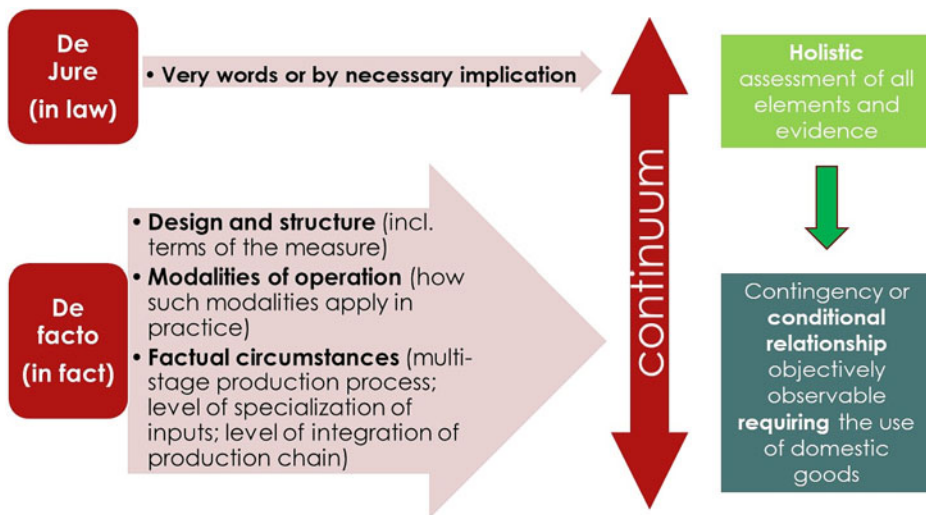 De
Jure
(in law)
• Very words or by necessary implication
De
facto
(in fact)
• Design and structure (incl.
terms of the measure)
• Modalities of operation (how
such modalities apply in
practice)
• Factual circumstances (multi-
stage production process;
level of specialization of
inputs; level of integration of
production chain)
continuum
Holistic
assessment of all
elements and
evidence
Contingency or
conditional
relationship
objectively
observable
requiring the use
of domestic
goods